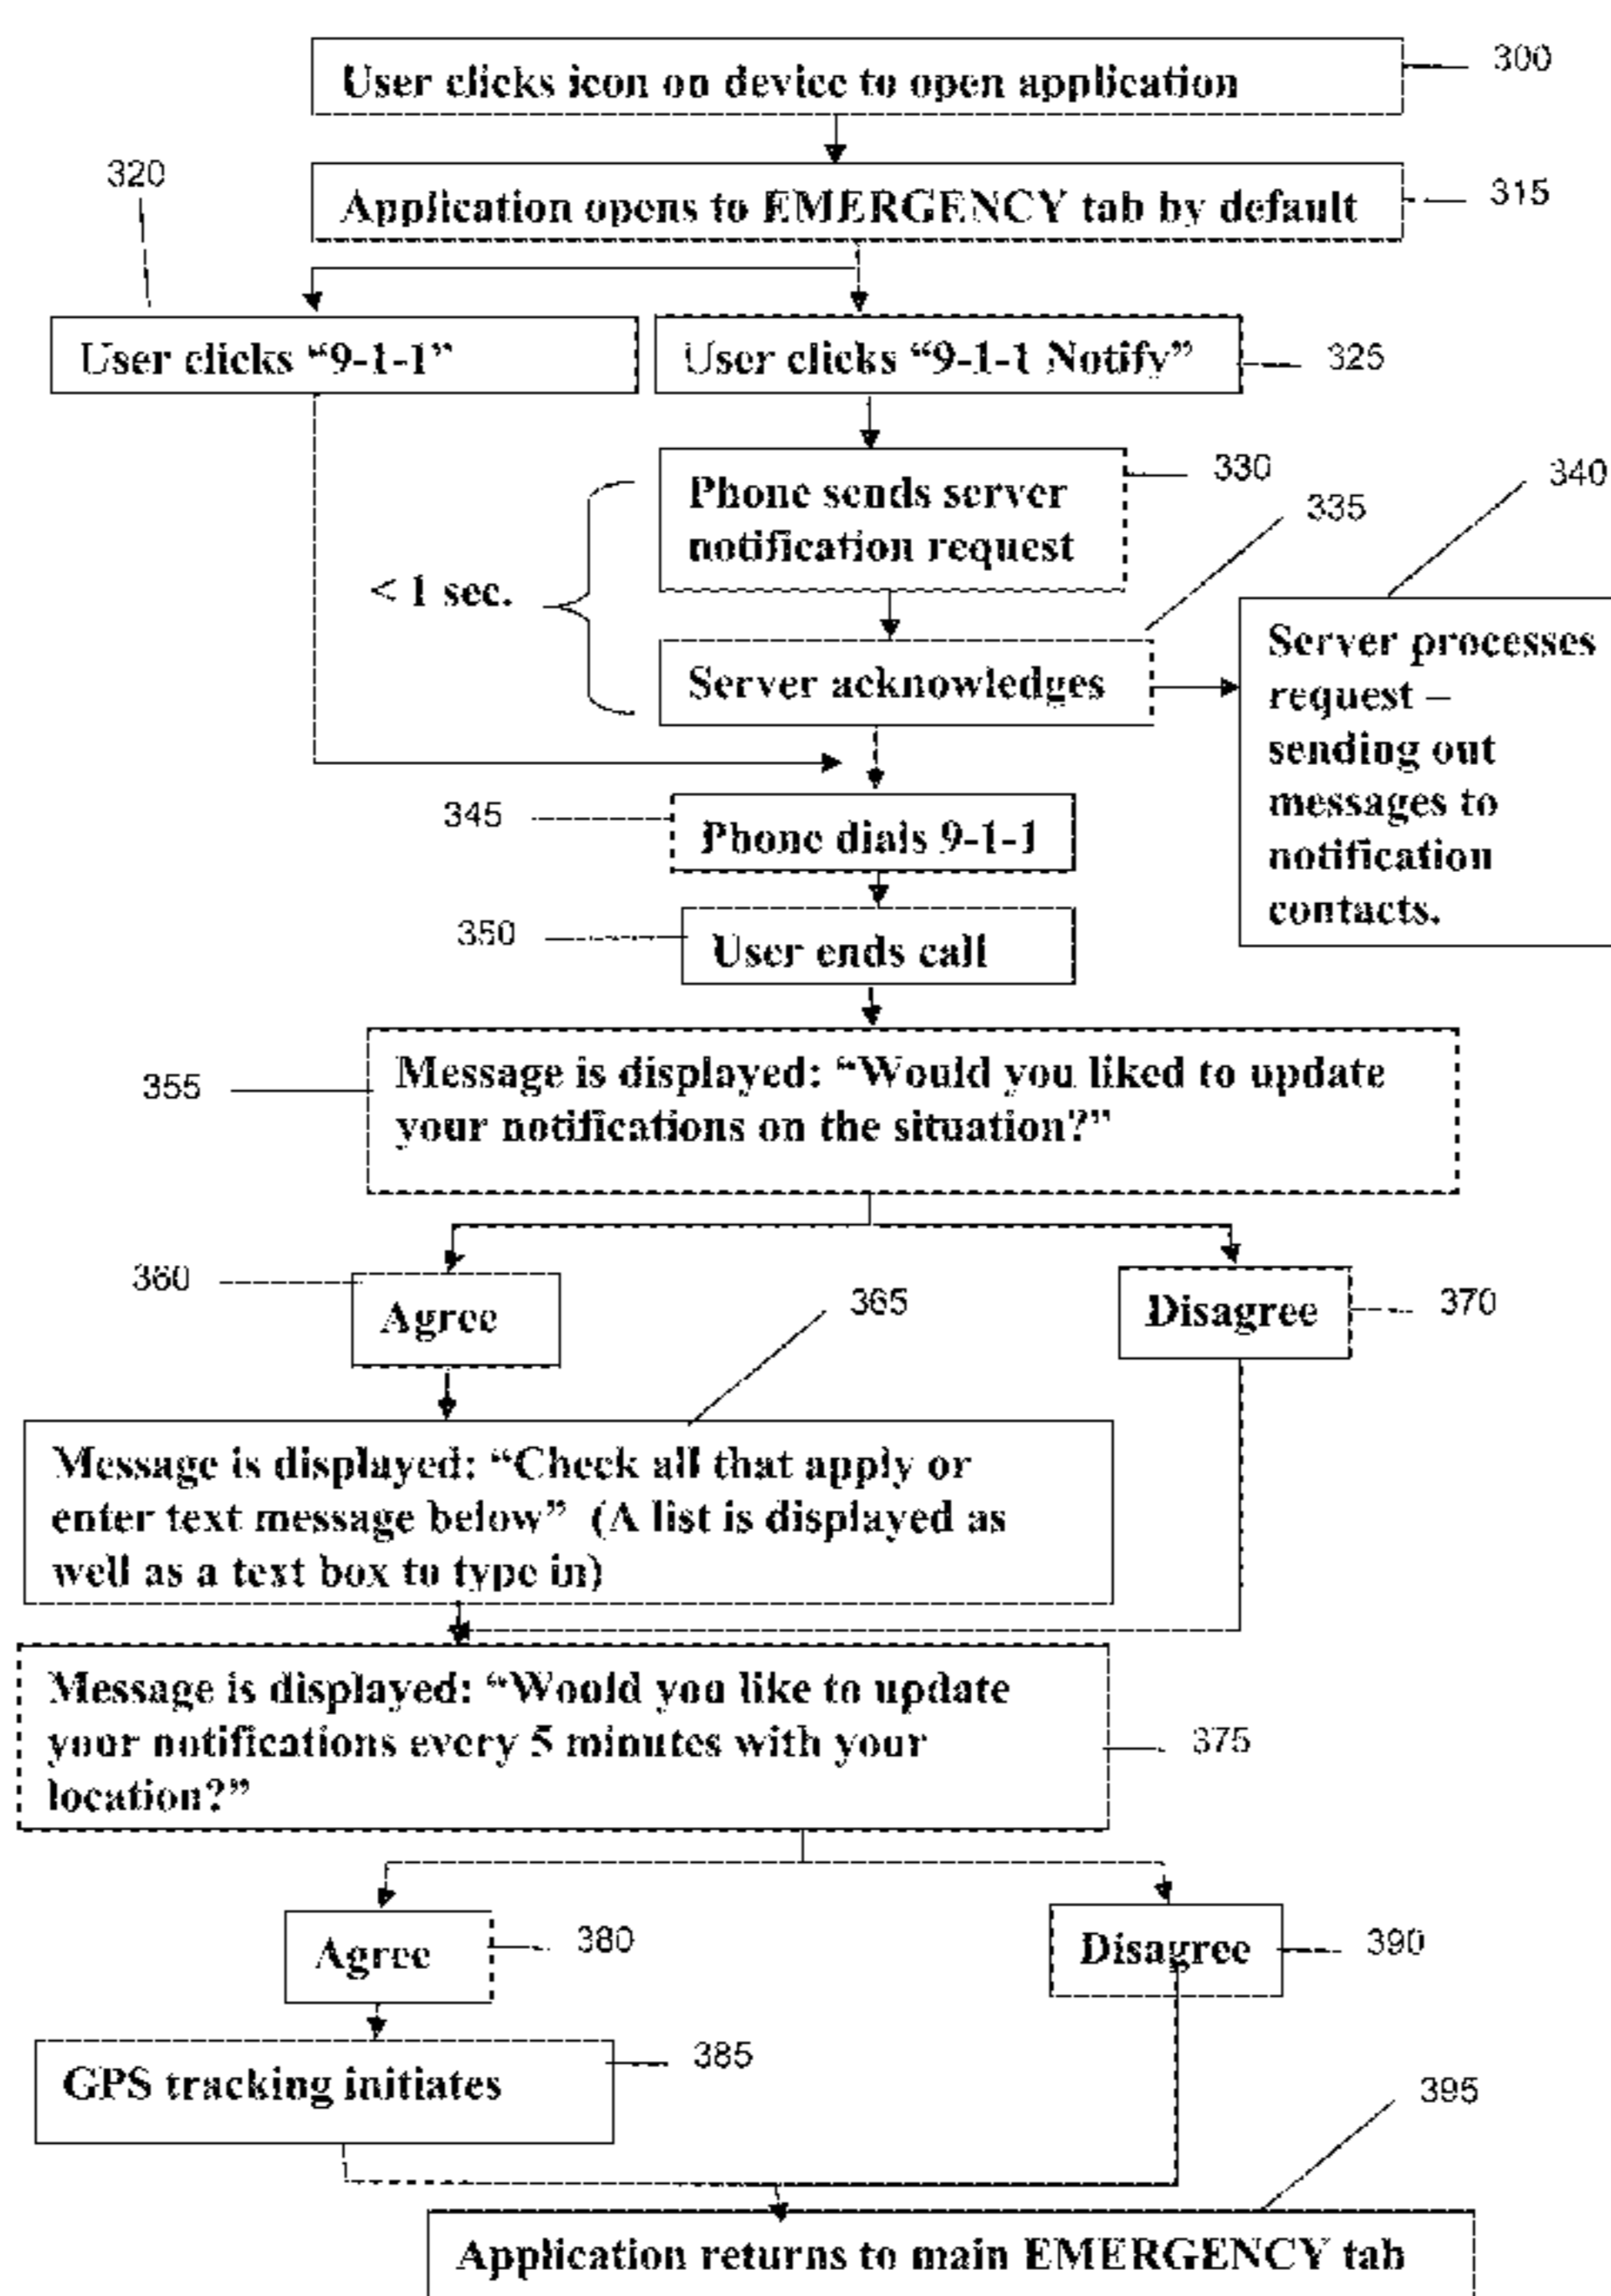 User clicks icon on device to open application
300
320
Application opens to EMERGENCY tab by default
315
User clicks “9-1-1”
User clicks “9-1-1 Notify”
325
Phone sends server
notification request
330
335
340
< 1 sec.
Server acknowledges
Server processes
request –
sending out
messages to
notification
contacts.
345
Phone dials 9-1-1
350
User ends call
355
Message is displayed: “Would you liked to update
your notifications on the situation?”
360
Agree
365
Disagree
370
Message is displayed: “Check all that apply or
enter text message below” (A list is displayed as
well as a text box to type in)
Message is displayed: “Would you like to update
your notifications every 5 minutes with your
location?”
375
Agree
380
Disagree
390
GPS tracking initiates
385
395
Application returns to main EMERGENCY tab